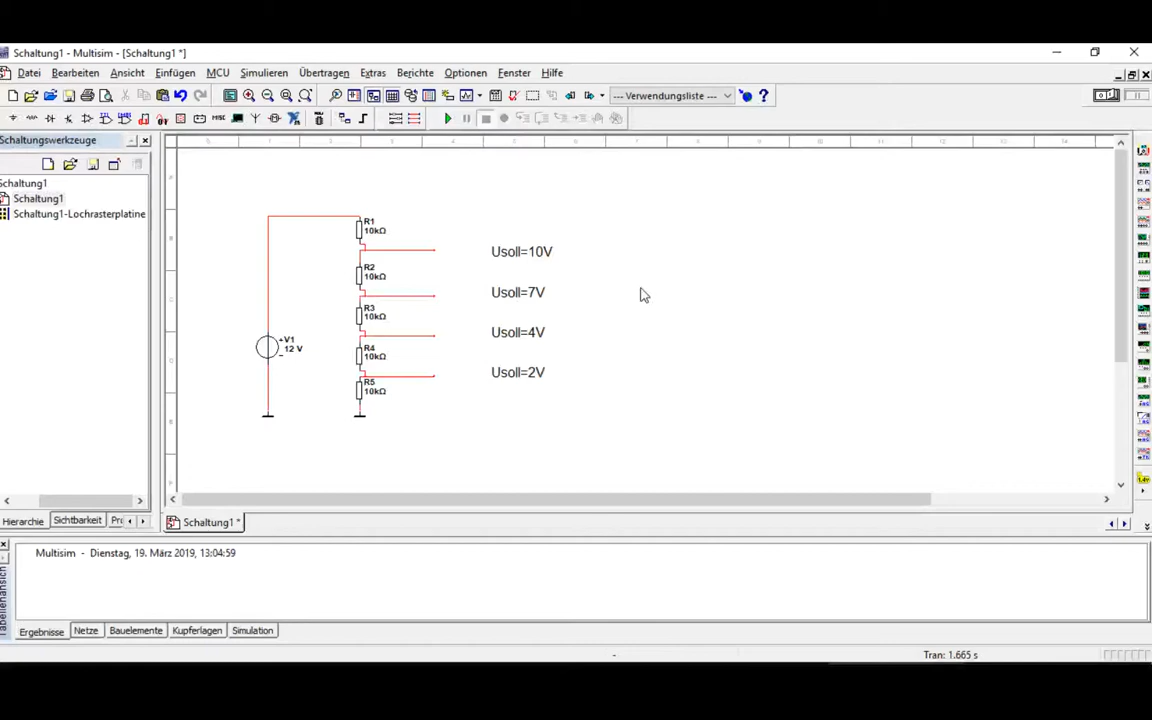 Schaltung1 - Multisim - [Schaltung1 *]
Datei Bearbeiten Ansicht Einfügen MCU Simulieren Übertragen Extras Berichte Optionen Fenster Hilfe
--- Verwendungsliste ---
Schaltungswerkzeuge
Schaltung1
Schaltung1
Schaltung1-Lochrasterplatine
R1
10kΩ
Usoll=10V
R2
10kΩ
Usoll=7V
R3
10kΩ
Usoll=4V
+V1
12 V
R4
10kΩ
Usoll=2V
R5
10kΩ
Hierarchie Sichtbarkeit
Schaltung1 *
Multisim - Dienstag, 19. März 2019, 13:04:59
Tabellenansich
Ergebnisse Netze Bauelemente Kupferlagen Simulation
- Tran: 1.665 s